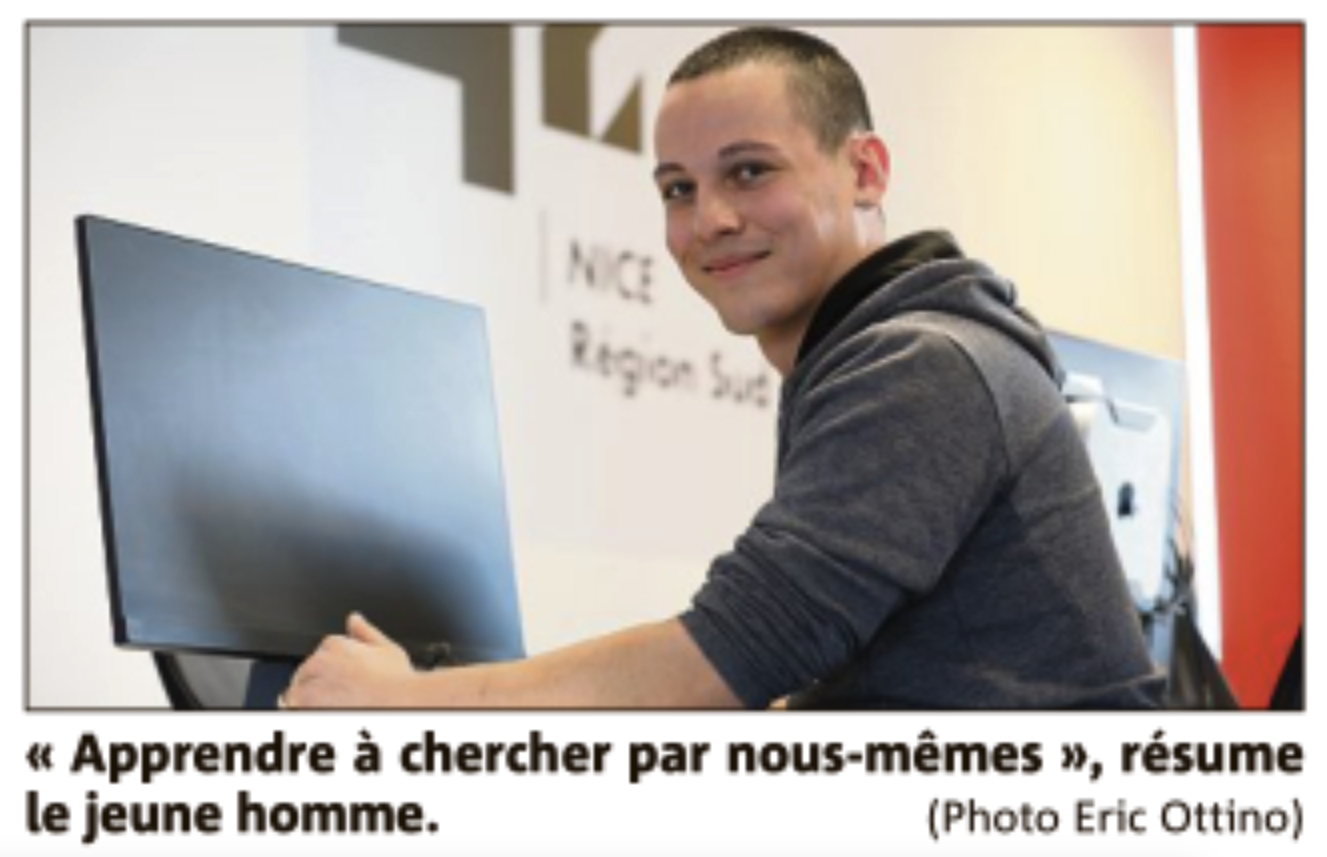 NICE
Région Sud
« Apprendre à chercher par nous-mêmes », résume
le jeune homme.
(Photo Eric Ottino)